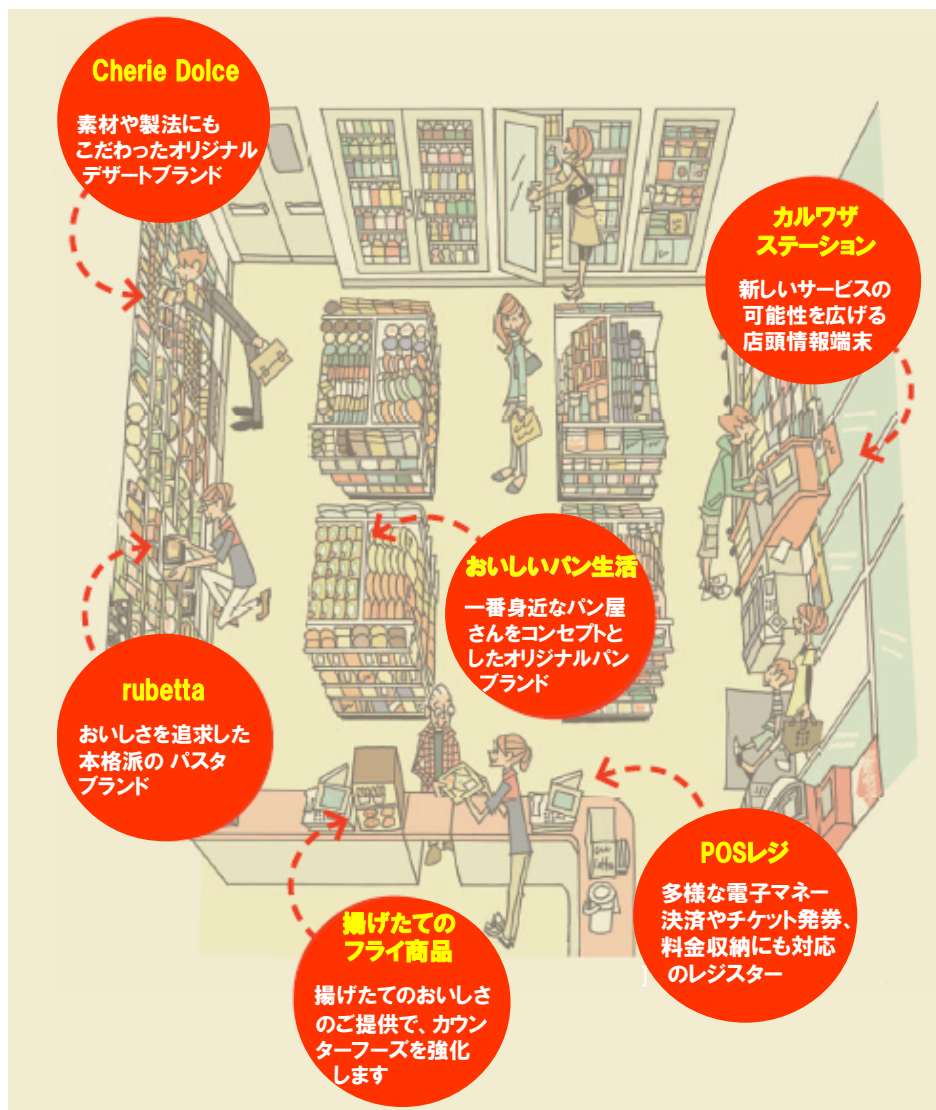 Cherie Dolce
素材や製法にも
こだわったオリジナル
デザートブランド
カルワザ
ステーション
新しいサービスの
可能性を広げる
店頭情報端末
おいしいパン生活
一番身近なパン屋
さんをコンセプトと
したオリジナルパン
ブランド
rubetta
おいしさを追求した
本格派の パスタ
ブランド
POSレジ
多様な電子マネー
決済やチケット発券、
料金収納にも対応
のレジスター
揚げたての
フライ商品
揚げたてのおいしさ
のご提供で、カウン
ターフーズを強化
します